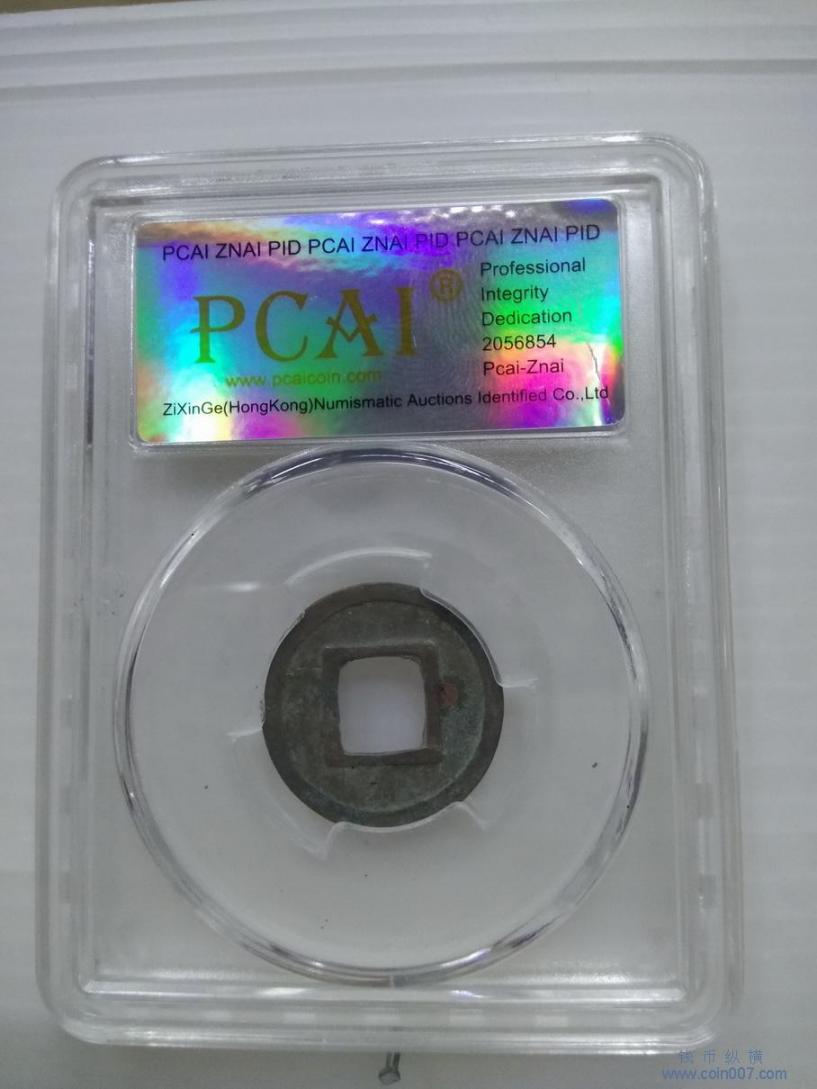 PCAI ZNAI PID PCAI ZNAI PID PCAI ZNAI PID
PCAI®
www.pcaicoin.com
Professional
Integrity
Dedication
2056854
Pcai-Znai
ZiXinGe(HongKong)Numismatic Auctions Identified Co.,Ltd
钱币纵横
www.coin007.com